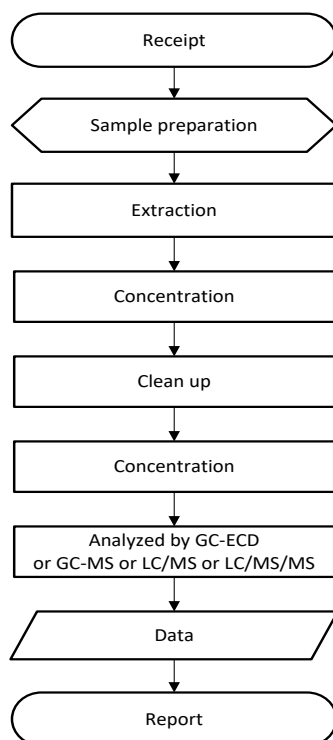 Receipt
Sample preparation
Extraction
Concentration
Clean up
Concentration
Analyzed by GC-ECD
or GC-MS or LC/MS or LC/MS/MS
Data
Report